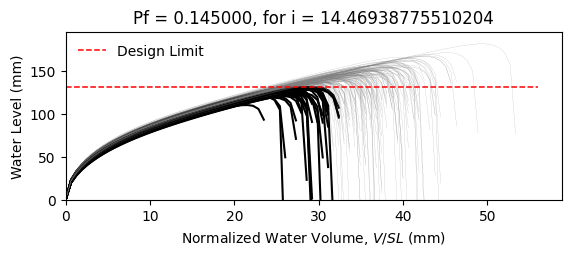 Pf = 0.145000, for i = 14.46938775510204
Design Limit
Water Level (mm)
150
100
50
0
0 10 20 30 40 50
Normalized Water Volume, V/SL (mm)